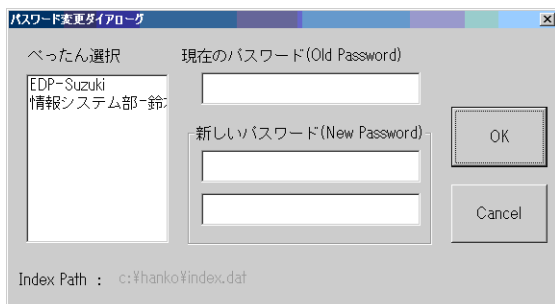 パスワード変更ダイアローグ
ぺったん選択
現在のパスワード(Old Password)
EDP-Suzuki
情報システム部-鈴
新しいパスワード(New Password)
OK
Cancel
Index Path : c:¥hanko¥index.dat